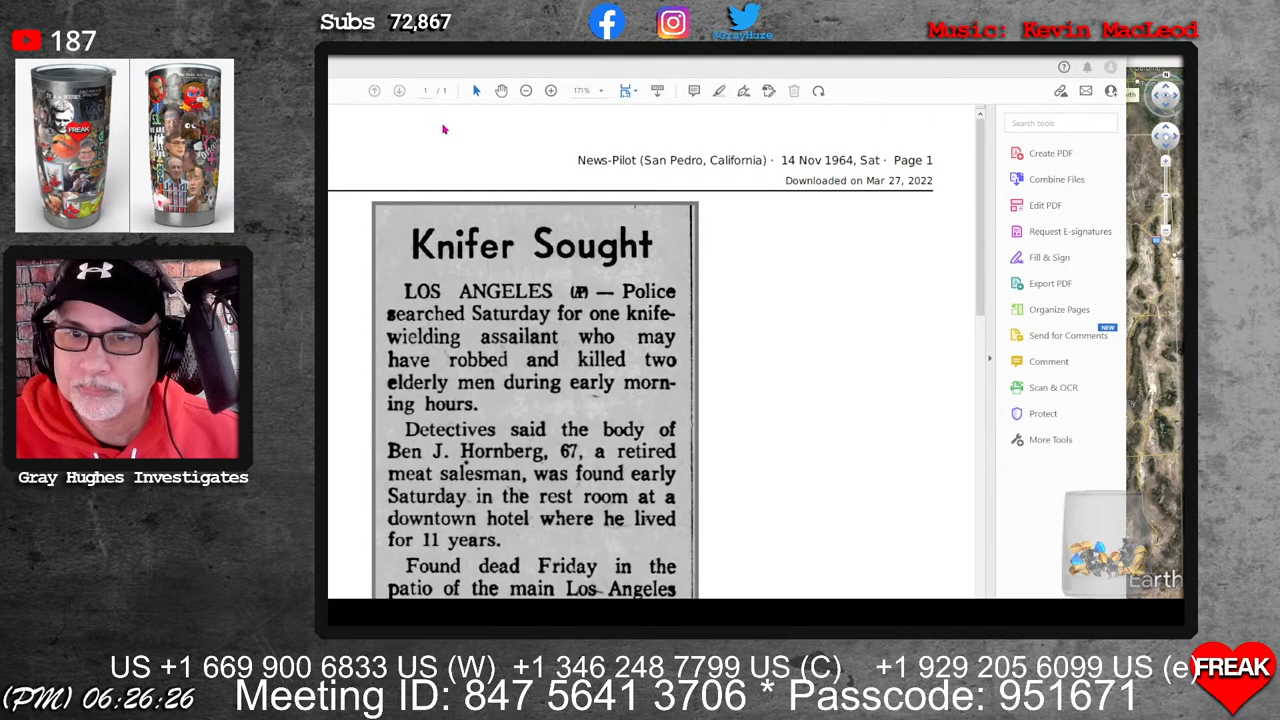 Subs 72,867
Music: Kevin MacLeod
@GrayHuze
187
FREAK
171%
1 / 1
Search tools
News-Pilot (San Pedro, California) · 14 Nov 1964, Sat · Page 1
Downloaded on Mar 27, 2022
Create PDF
Combine Files
Edit PDF
Request E-signatures
Fill & Sign
Export PDF
Organize Pages
NEW
Send for Comments
Comment
Scan & OCR
Protect
More Tools
Knifer Sought
LOS ANGELES (AP) — Police
searched Saturday for one knife-
wielding assailant who may
have robbed and killed two
elderly men during early morn-
ing hours.
Detectives said the body of
Ben J. Hornberg, 67, a retired
meat salesman, was found early
Saturday in the rest room at a
downtown hotel where he lived
for 11 years.
Found dead Friday in the
patio of the main Los Angeles
Earth
Gray Hughes Investigates
US +1 669 900 6833 US (W) +1 346 248 7799 US (C) +1 929 205 6099 US (e)
FREAK
(PM) 06:26:26
Meeting ID: 847 5641 3706 * Passcode: 951671